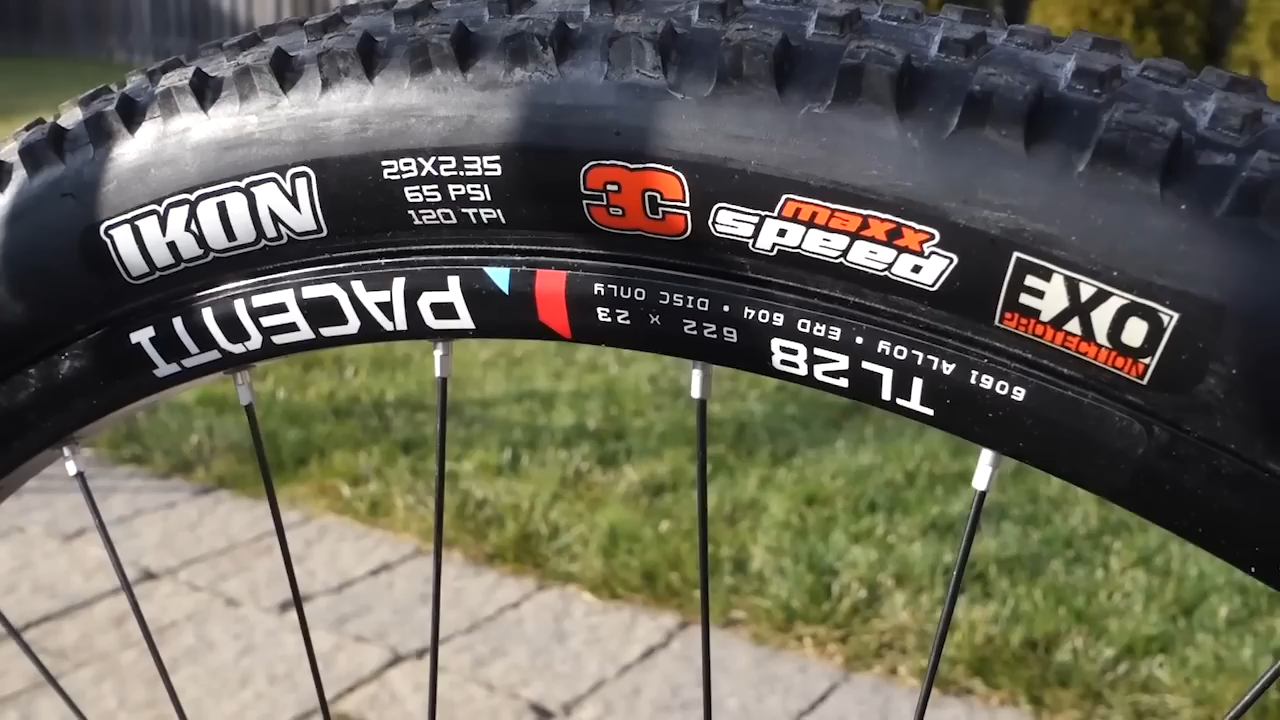 IKON
29X2.35
65 PSI
120 TPI
3C
maxx
speed
EXO
PROTECTION
PACENTI
TL28
6061 ALLOY • ERD 604 • DISC ONLY
622 x 23